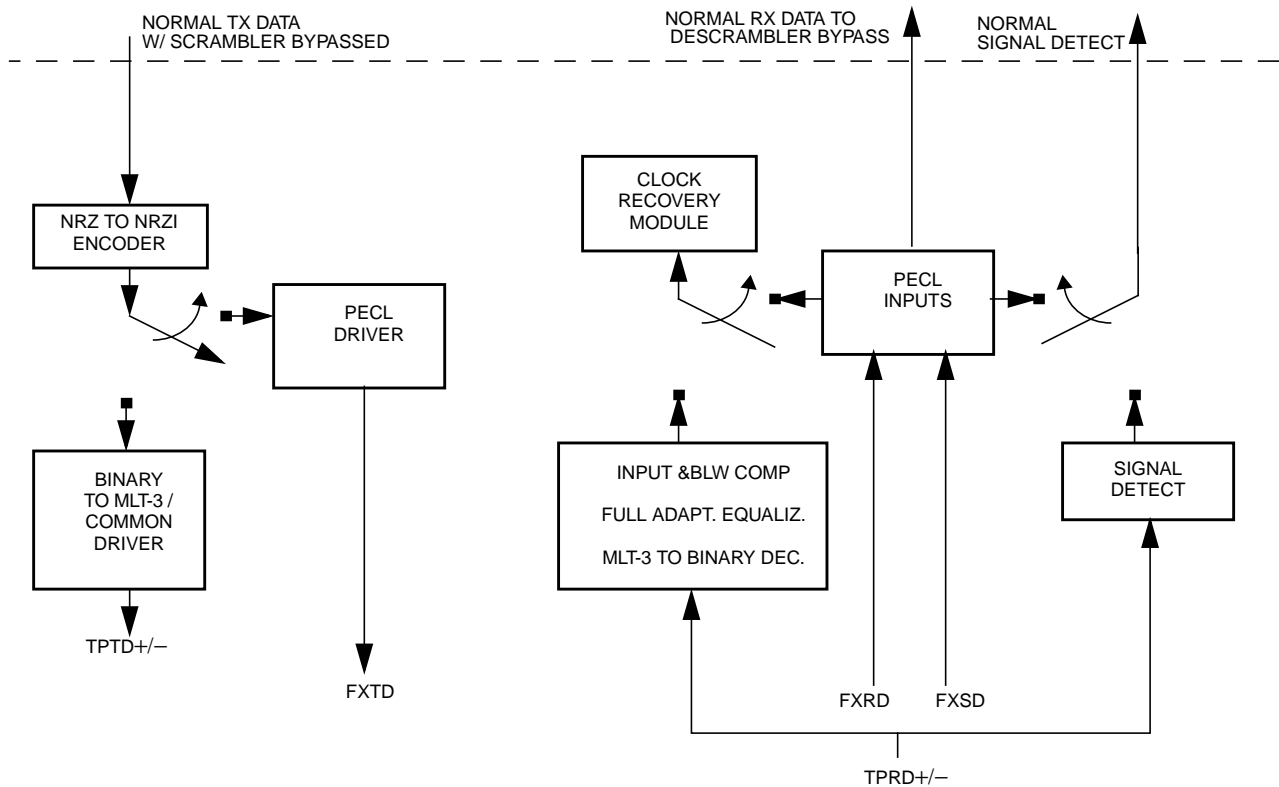 NORMAL TX DATA
W/ SCRAMBLER BYPASSED
NORMAL RX DATA TO
DESCRAMBLER BYPASS
NORMAL
SIGNAL DETECT
NRZ TO NRZI
ENCODER
CLOCK
RECOVERY
MODULE
PECL
DRIVER
PECL
INPUTS
BINARY
TO MLT-3 /
COMMON
DRIVER
INPUT &BLW COMP
FULL ADAPT. EQUALIZ.
MLT-3 TO BINARY DEC.
SIGNAL
DETECT
TPTD+/−
FXTD
FXRD
FXSD
TPRD+/−